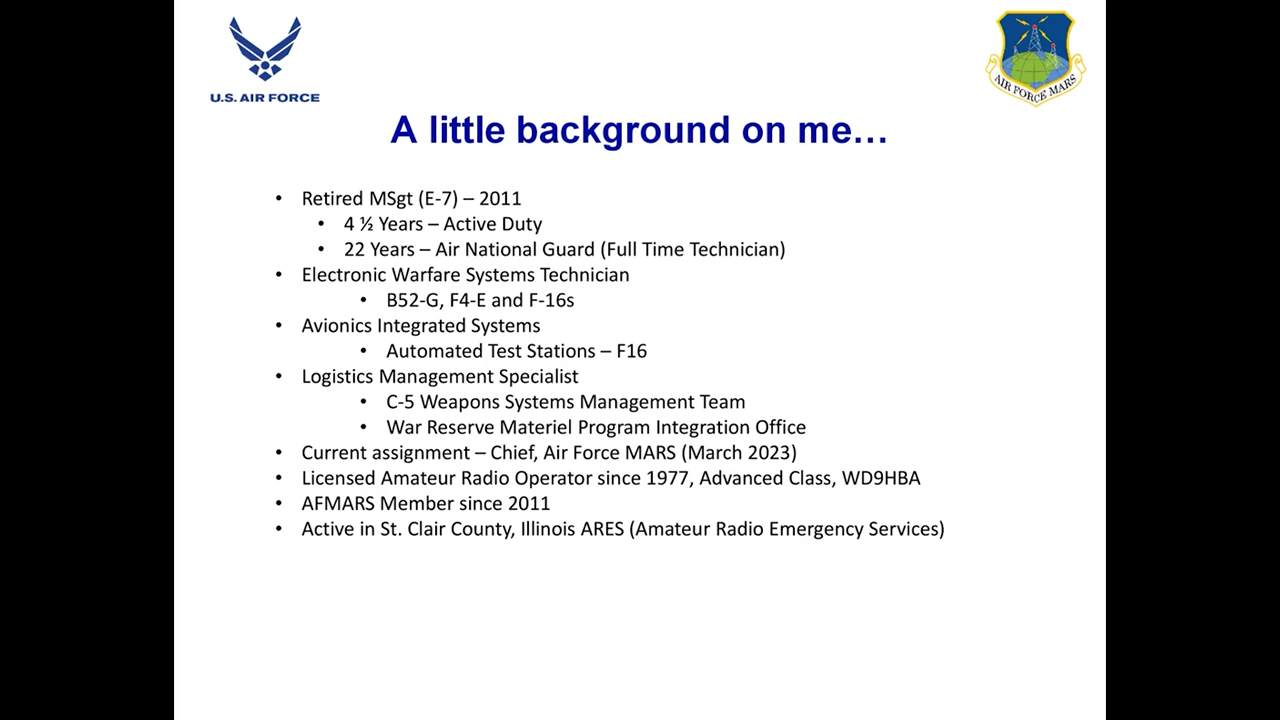 U.S. AIR FORCE
AIR FORCE MARS
A little background on me…
• Retired MSgt (E-7) – 2011
• 4 ½ Years – Active Duty
• 22 Years – Air National Guard (Full Time Technician)
• Electronic Warfare Systems Technician
• B52-G, F4-E and F-16s
• Avionics Integrated Systems
• Automated Test Stations – F16
• Logistics Management Specialist
• C-5 Weapons Systems Management Team
• War Reserve Materiel Program Integration Office
• Current assignment – Chief, Air Force MARS (March 2023)
• Licensed Amateur Radio Operator since 1977, Advanced Class, WD9HBA
• AFMARS Member since 2011
• Active in St. Clair County, Illinois ARES (Amateur Radio Emergency Services)